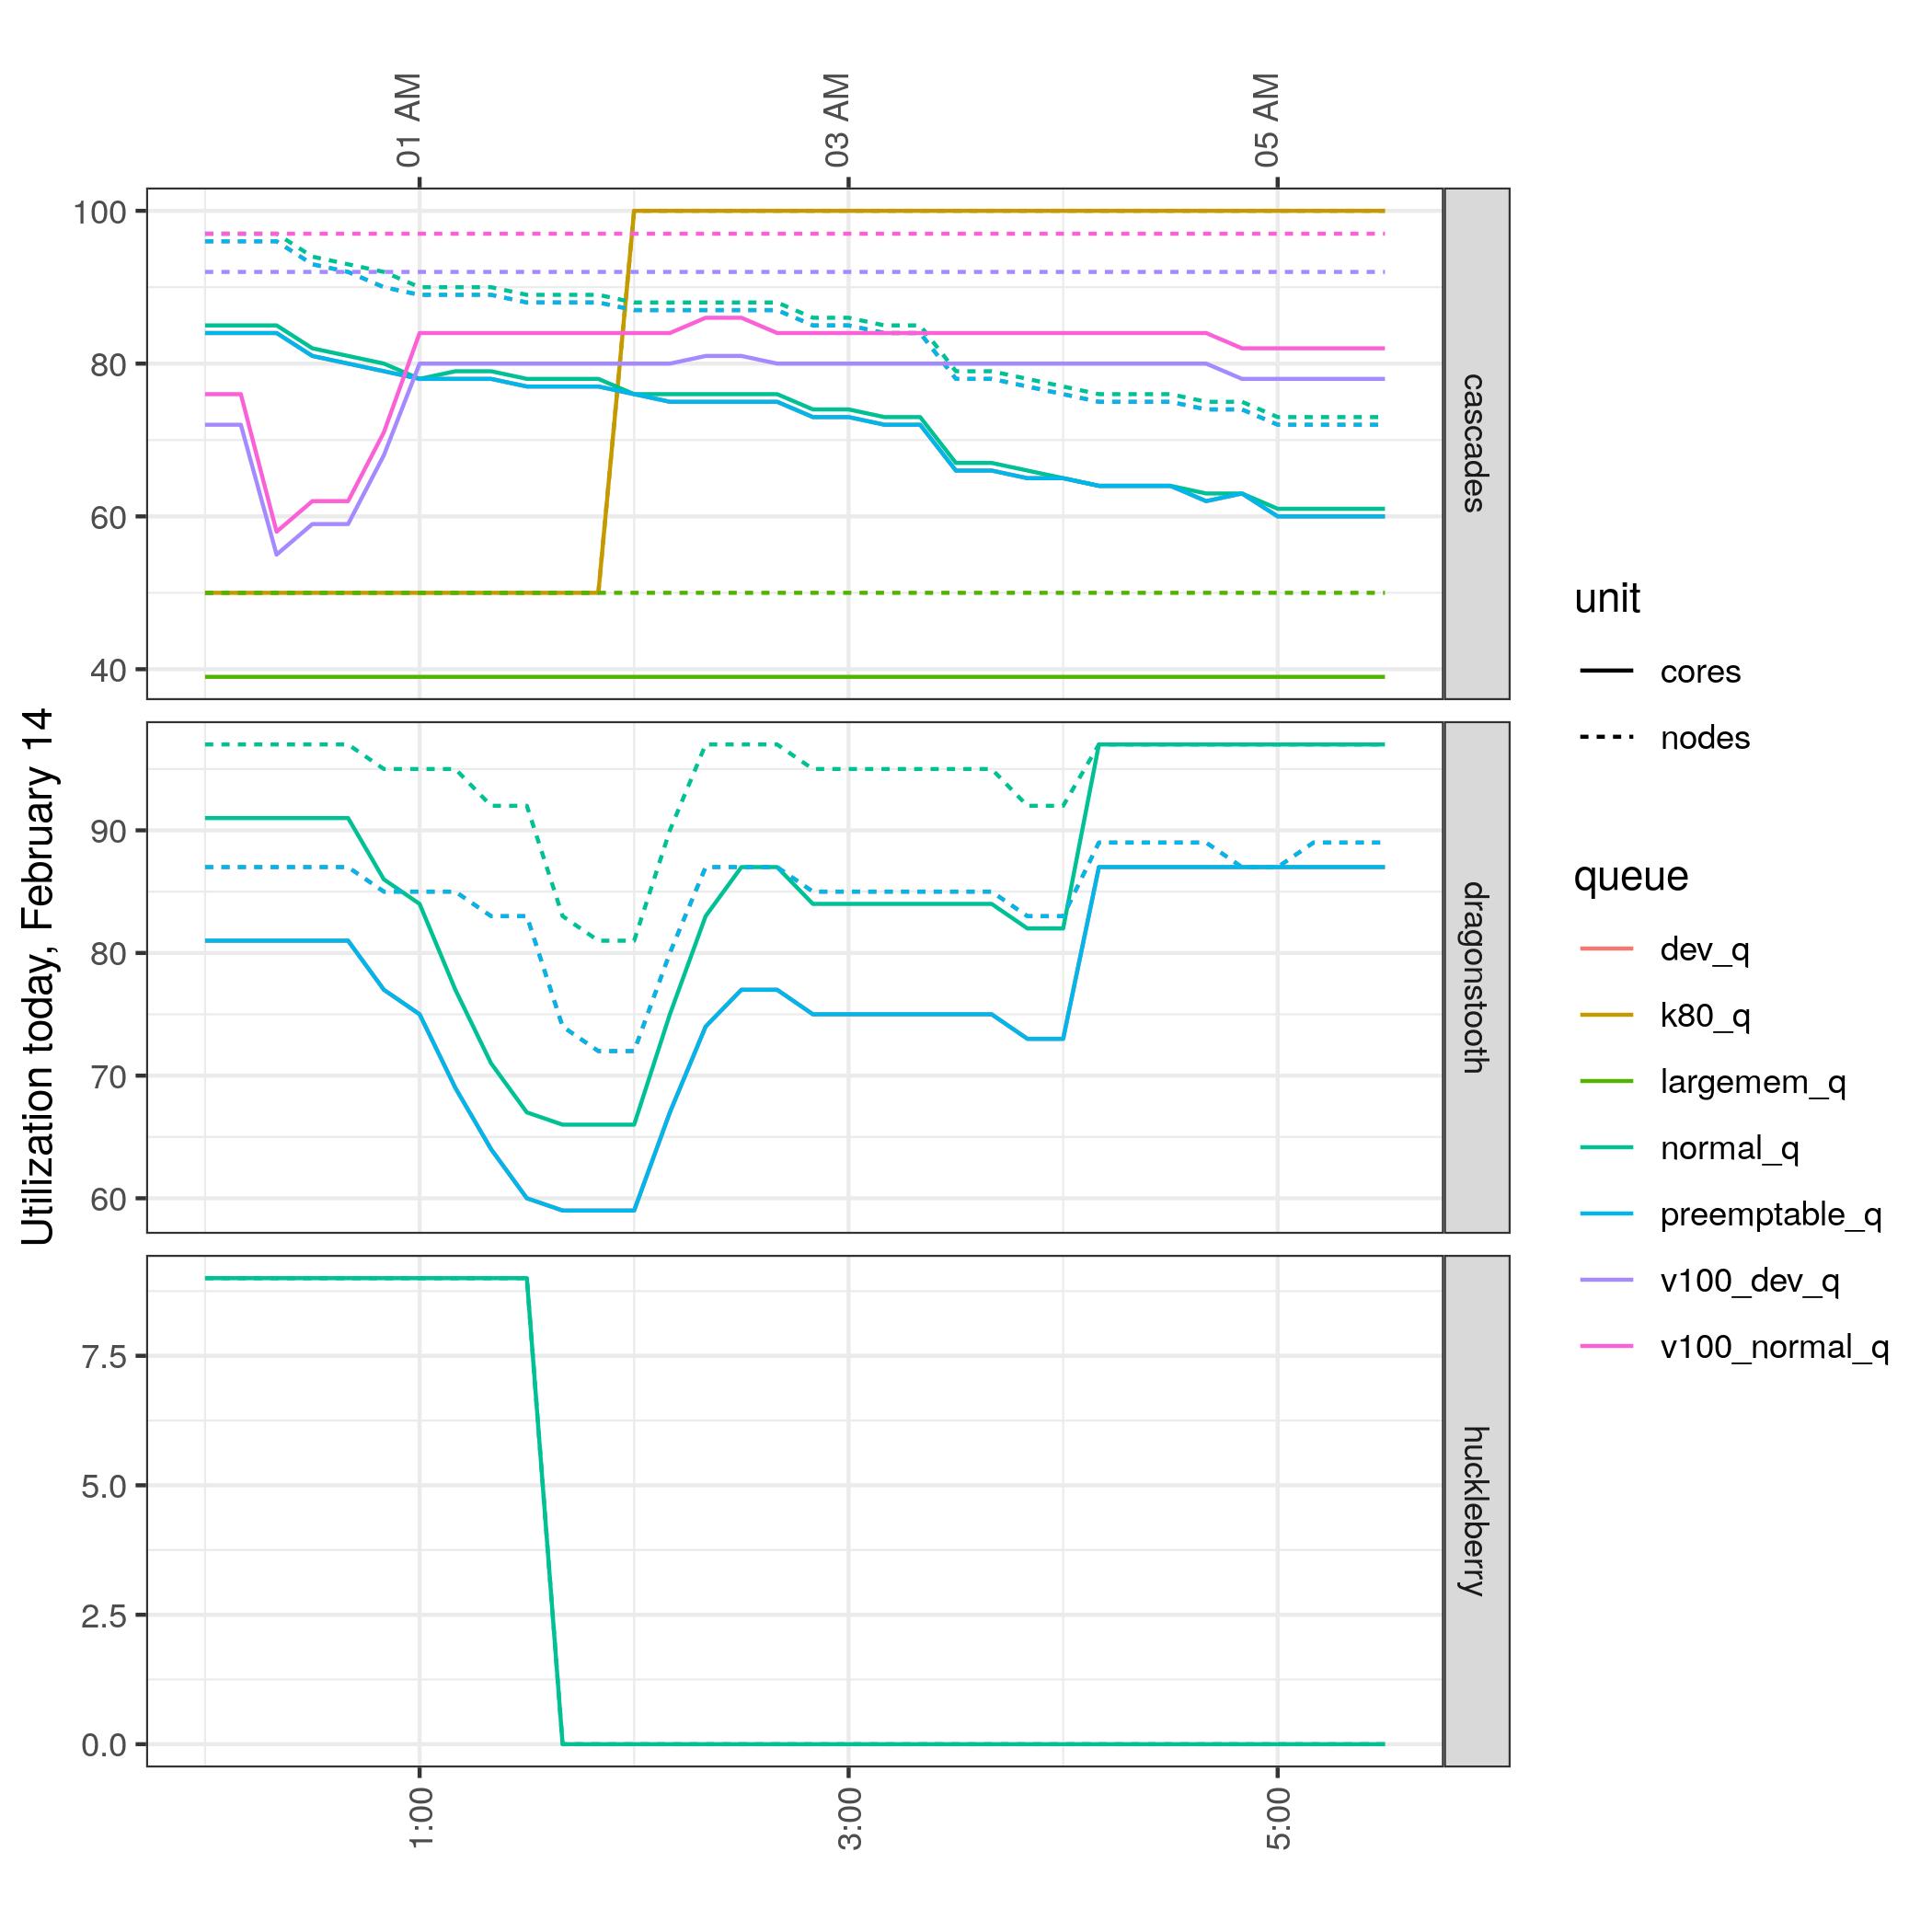 01 AM
03 AM
05 AM
100
80
60
40
cascades
Utilization today, February 14
90
80
70
60
dragonstooth
7.5
5.0
2.5
0.0
huckleberry
1:00
3:00
5:00
unit
cores
nodes
queue
dev_q
k80_q
largemem_q
normal_q
preemptable_q
v100_dev_q
v100_normal_q